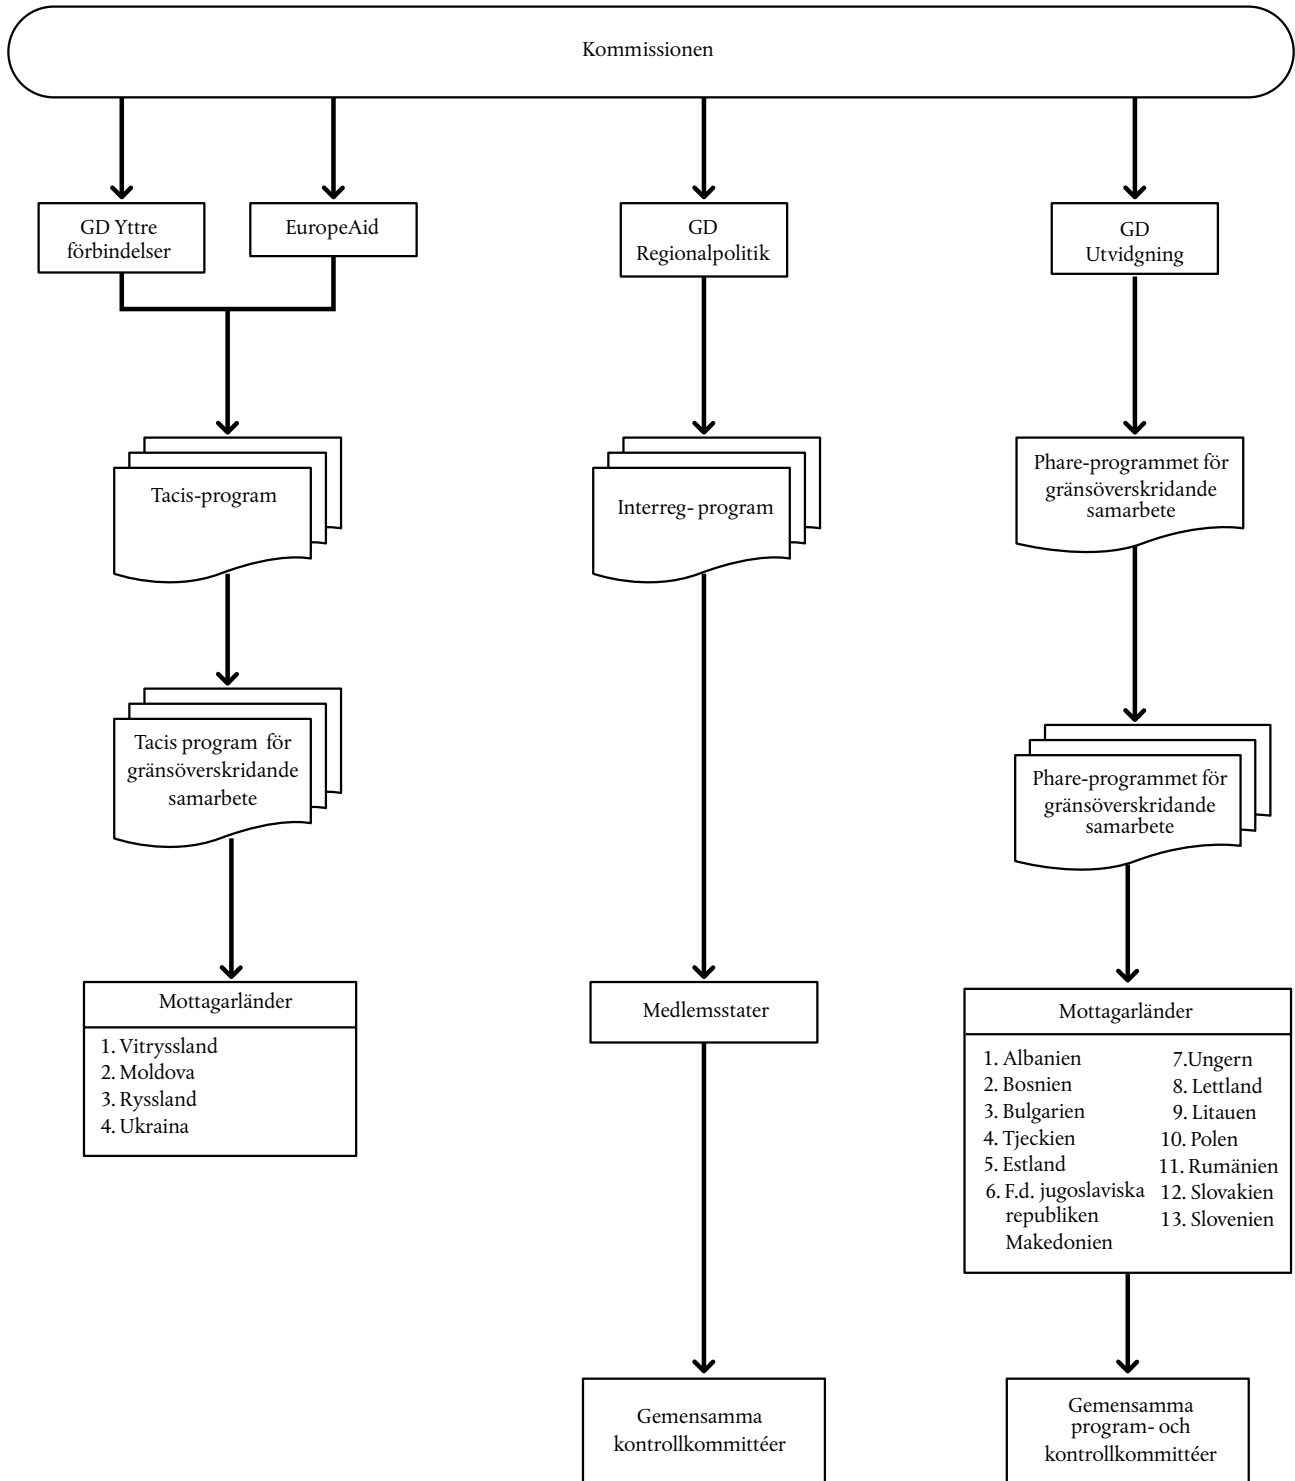 Kommissionen
GD Yttre
förbindelser
EuropeAid
GD
Regionalpolitik
GD
Utvidgning
Tacis-program
Interreg- program
Phare-programmet för
gränsöverskridande
samarbete
Tacis program för
gränsöverskridande
samarbete
Phare-programmet för
gränsöverskridande
samarbete
Mottagarländer
1. Vitryssland
2. Moldova
3. Ryssland
4. Ukraina
Medlemsstater
Mottagarländer
1. Albanien
2. Bosnien
3. Bulgarien
4. Tjeckien
5. Estland
6. F.d. jugoslaviska
republiken
Makedonien
7.Ungern
8. Lettland
9. Litauen
10. Polen
11. Rumänien
12. Slovakien
13. Slovenien
Gemensamma
kontrollkommittéer
Gemensamma
program- och
kontrollkommittéer